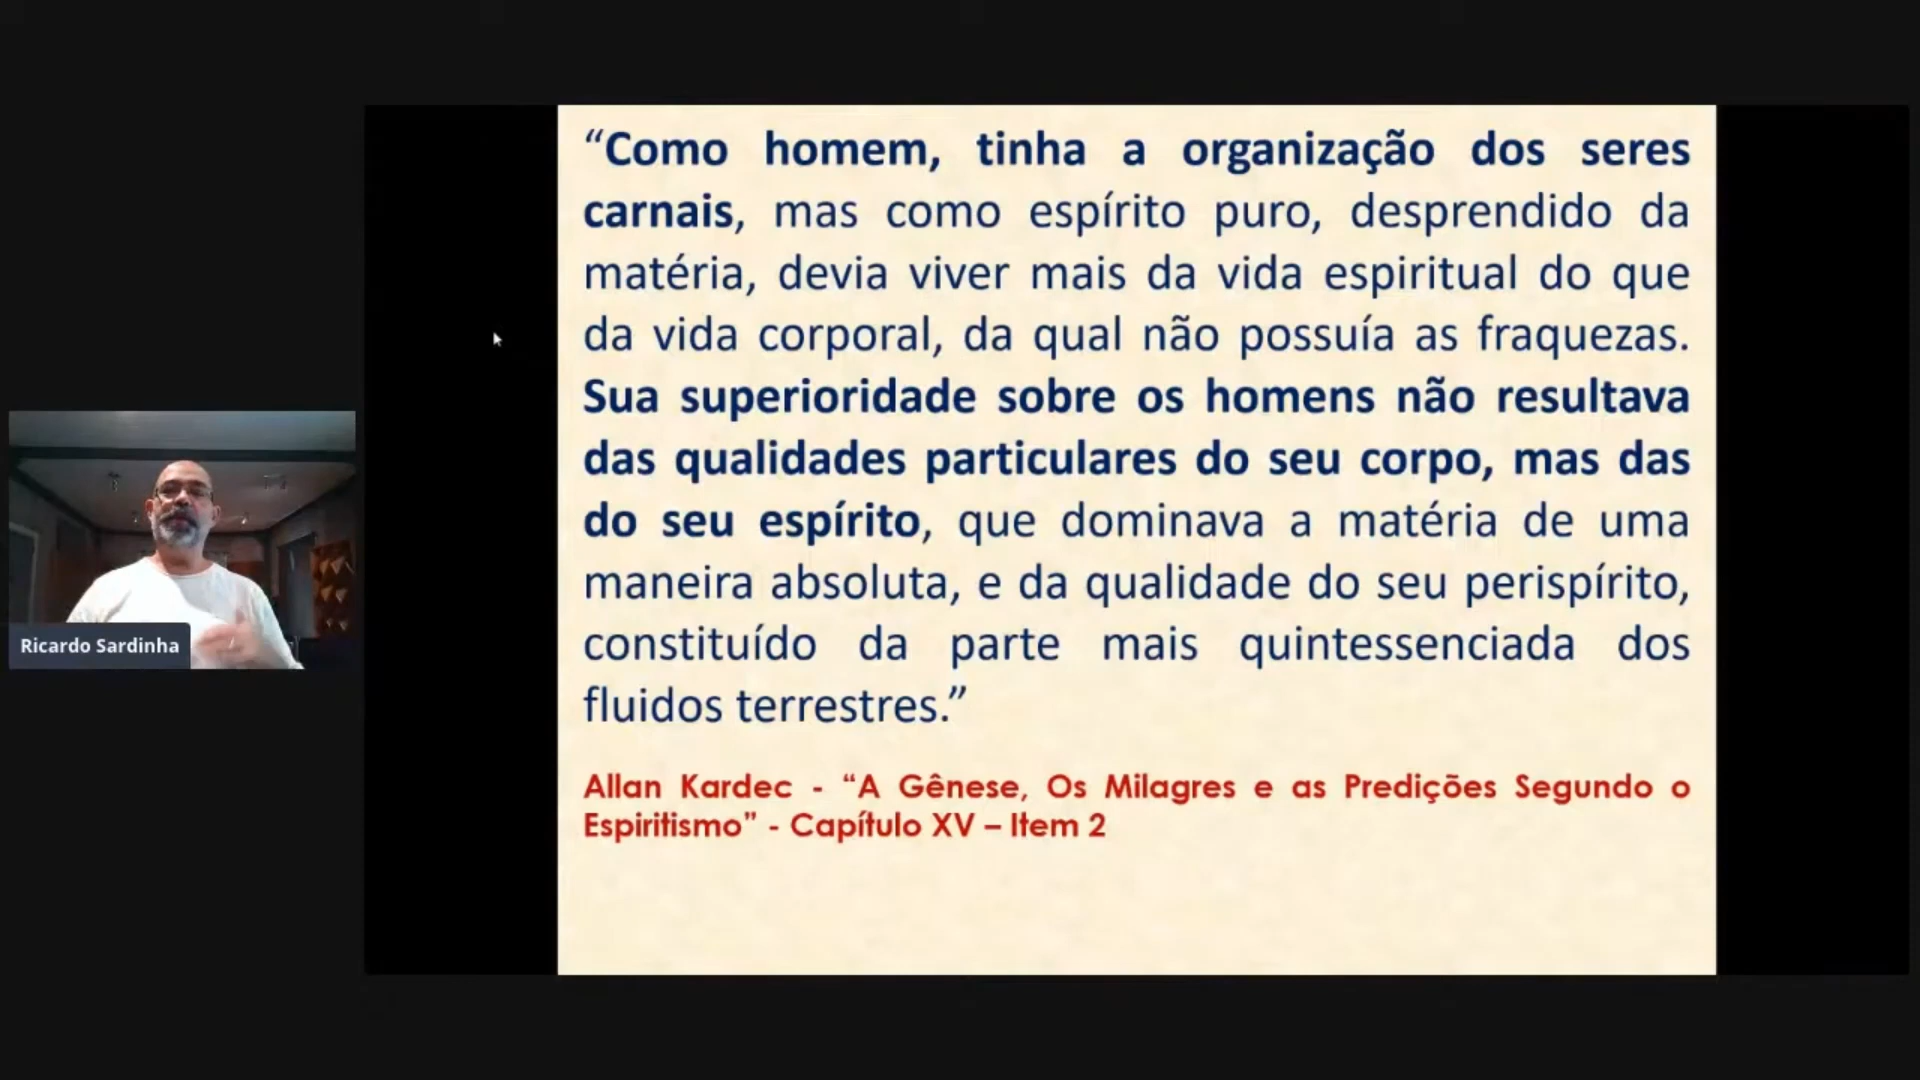 “Como homem, tinha a organização dos seres
carnais, mas como espírito puro, desprendido da
matéria, devia viver mais da vida espiritual do que
da vida corporal, da qual não possuía as fraquezas.
Sua superioridade sobre os homens não resultava
das qualidades particulares do seu corpo, mas das
do seu espírito, que dominava a matéria de uma
maneira absoluta, e da qualidade do seu perispírito,
constituído da parte mais quintessenciada dos
fluidos terrestres.”
Allan Kardec - “A Gênese, Os Milagres e as Predições Segundo o
Espiritismo” - Capítulo XV – Item 2
Ricardo Sardinha